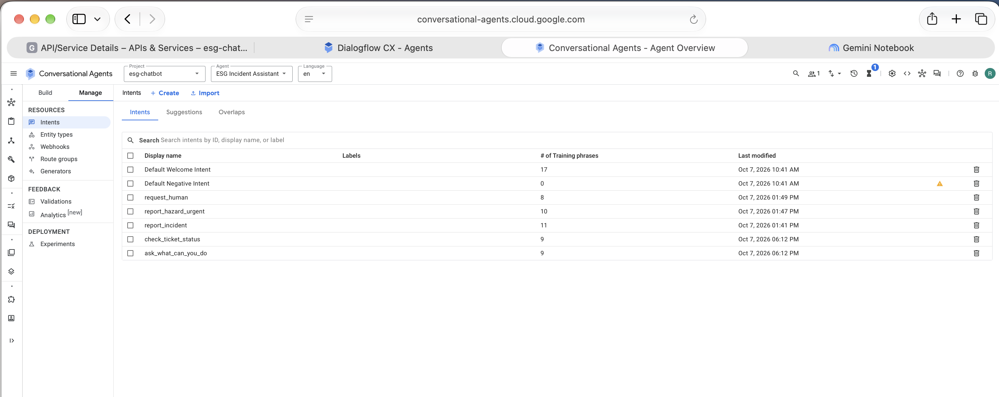 conversational-agents.cloud.google.com
G API/Service Details – APIs & Services – esg-chat...
Dialogflow CX - Agents
Conversational Agents - Agent Overview
Gemini Notebook
Conversational Agents
Project
esg-chatbot
Agent
ESG Incident Assistant
Language
en
1
1
R
Build
Manage
Intents
+ Create
Import
RESOURCES
Intents
Entity types
Webhooks
Route groups
Generators
FEEDBACK
Validations
Analytics [new]
DEPLOYMENT
Experiments
Intents Suggestions Overlaps
Search Search intents by ID, display name, or label
Display name Labels # of Training phrases Last modified
Default Welcome Intent 17 Oct 7, 2026 10:41 AM
Default Negative Intent 0 Oct 7, 2026 10:41 AM
request_human 8 Oct 7, 2026 01:49 PM
report_hazard_urgent 10 Oct 7, 2026 01:47 PM
report_incident 11 Oct 7, 2026 01:41 PM
check_ticket_status 9 Oct 7, 2026 06:12 PM
ask_what_can_you_do 9 Oct 7, 2026 06:12 PM